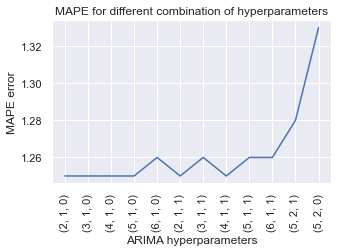 MAPE for different combination of hyperparameters
MAPE error
1.32
1.30
1.28
1.26
(2, 1, 0)
(3, 1, 0)
(4, 1, 0)
(5, 1, 0)
(6, 1, 0)
(2, 1, 1)
(3, 1, 1)
(4, 1, 1)
(5, 1, 1)
(6, 1, 1)
(5, 2, 1)
(5, 2, 0)
ARIMA hyperparameters